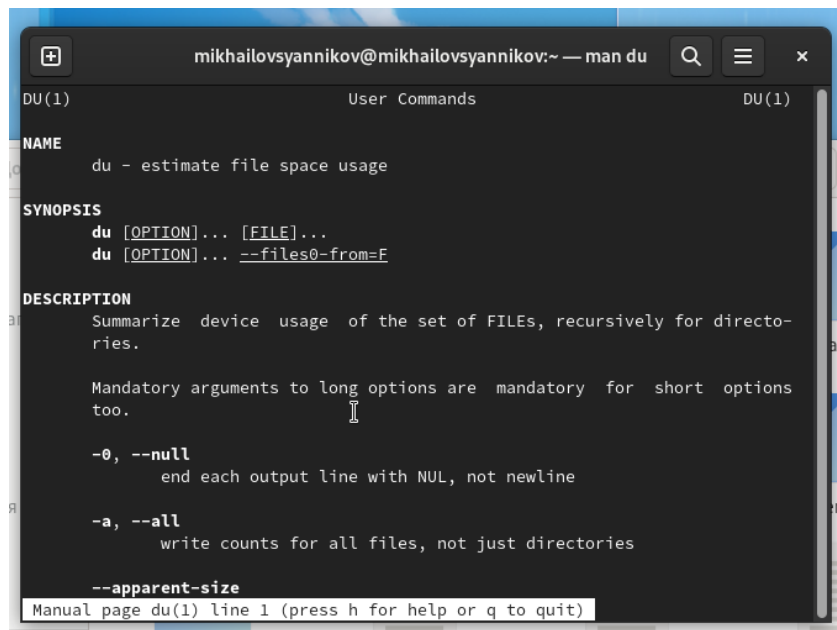 mikhailovsyannikov@mikhailovsyannikov:~ — man du
DU(1) User Commands DU(1)
NAME
du - estimate file space usage
SYNOPSIS
du [OPTION]... [FILE]...
du [OPTION]... --files0-from=F
DESCRIPTION
Summarize device usage of the set of FILEs, recursively for directo-
ries.
Mandatory arguments to long options are mandatory for short options
too.
-0, --null
end each output line with NUL, not newline
-a, --all
write counts for all files, not just directories
--apparent-size
Manual page du(1) line 1 (press h for help or q to quit)